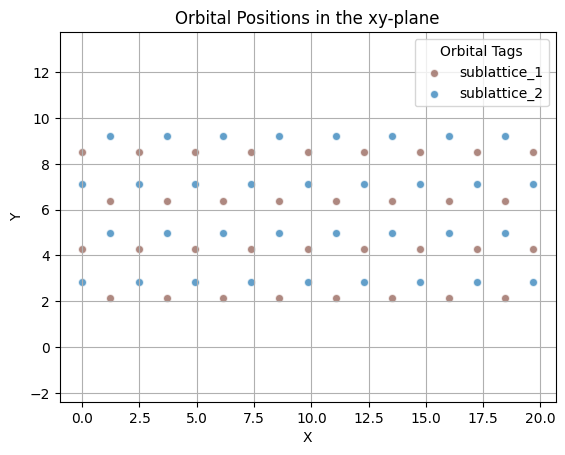 Orbital Positions in the xy-plane
Orbital Tags
sublattice_1
sublattice_2
12
10
8
6
4
2
0
−2
Y
0.0 2.5 5.0 7.5 10.0 12.5 15.0 17.5 20.0
X